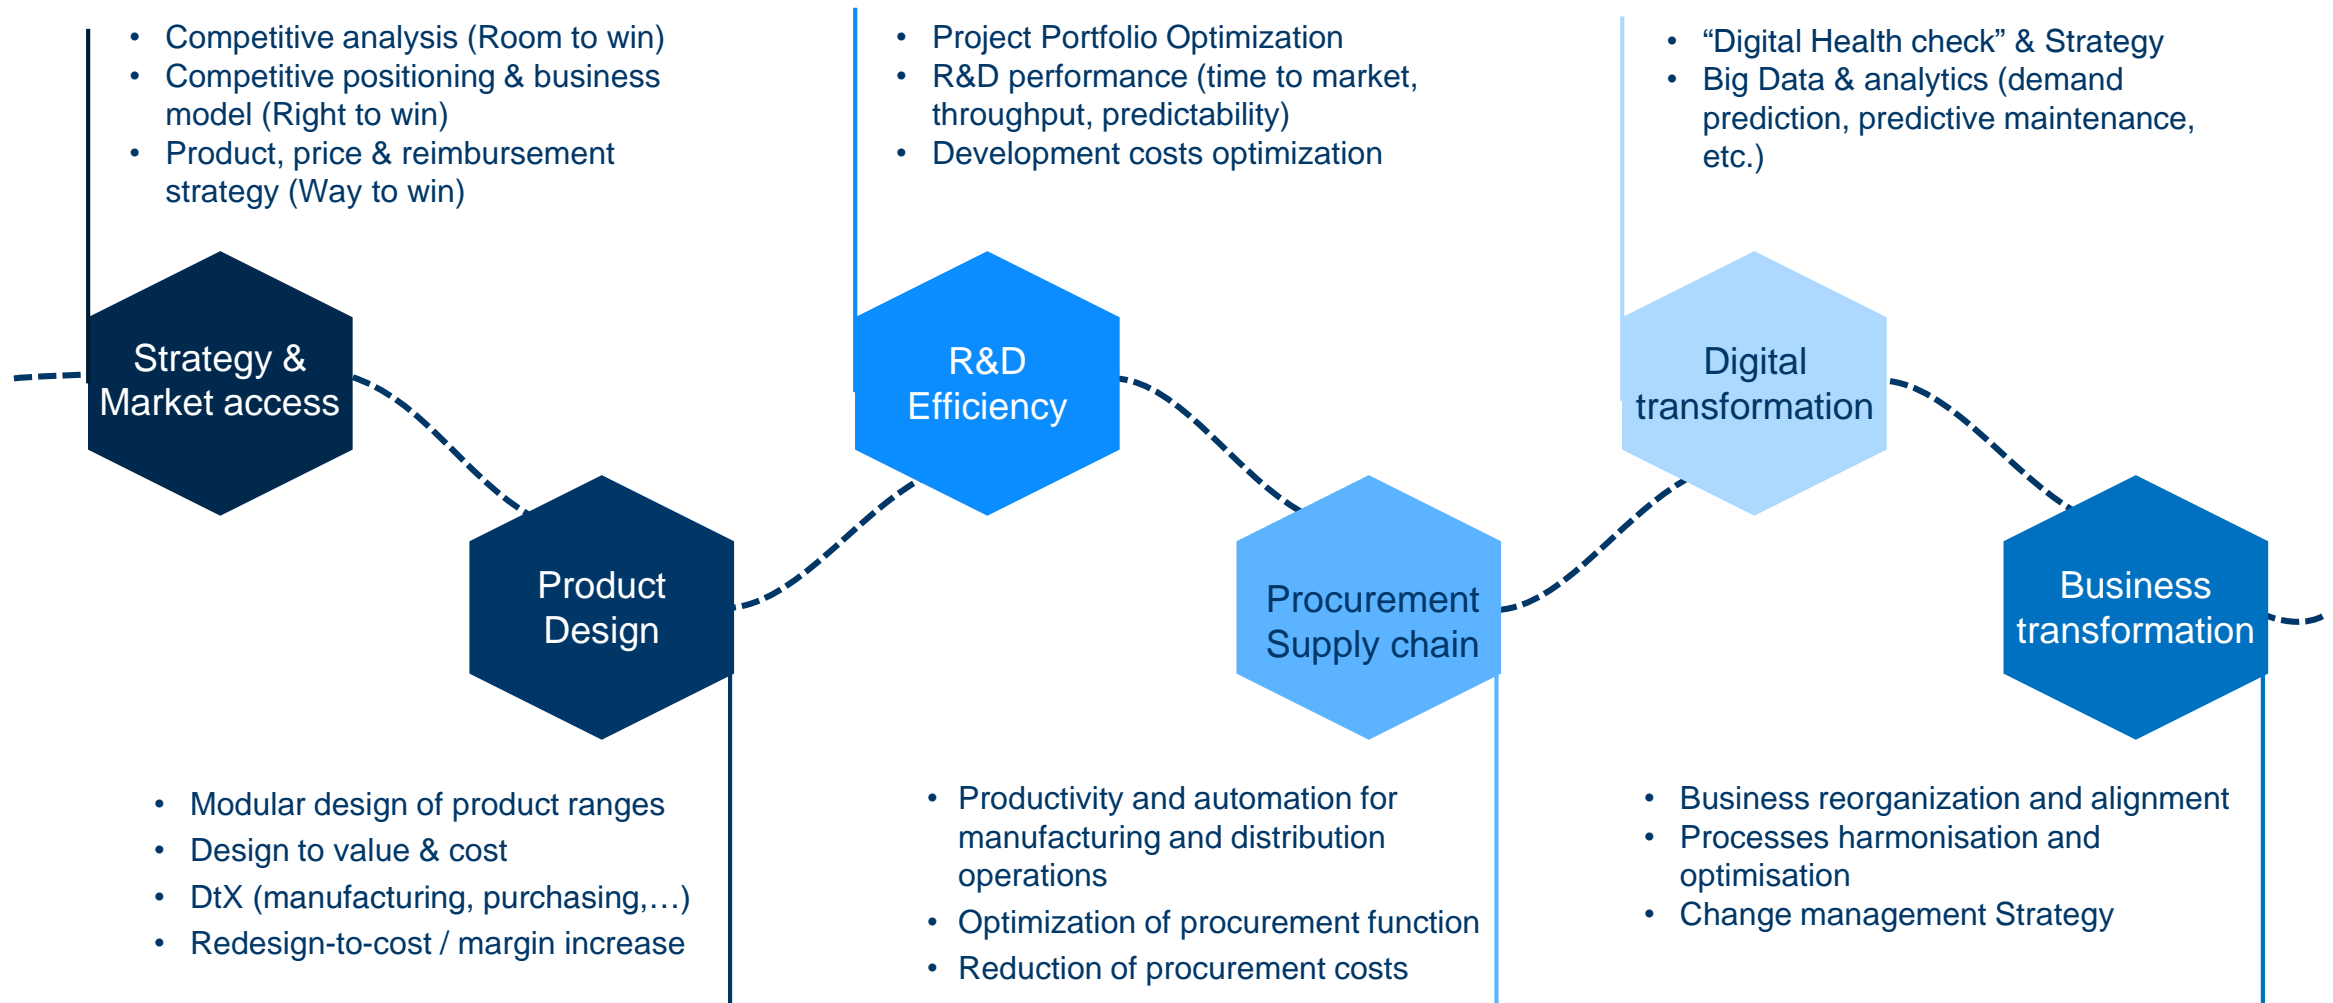 • Competitive analysis (Room to win)
• Competitive positioning & business
model (Right to win)
• Product, price & reimbursement
strategy (Way to win)
Strategy &
Market access
Product
Design
• Modular design of product ranges
• Design to value & cost
• DtX (manufacturing, purchasing,…)
• Redesign-to-cost / margin increase
• Project Portfolio Optimization
• R&D performance (time to market,
throughput, predictability)
• Development costs optimization
R&D
Efficiency
Procurement
Supply chain
• Productivity and automation for
manufacturing and distribution
operations
• Optimization of procurement function
• Reduction of procurement costs
• “Digital Health check” & Strategy
• Big Data & analytics (demand
prediction, predictive maintenance,
etc.)
Digital
transformation
Business
transformation
• Business reorganization and alignment
• Processes harmonisation and
optimisation
• Change management Strategy